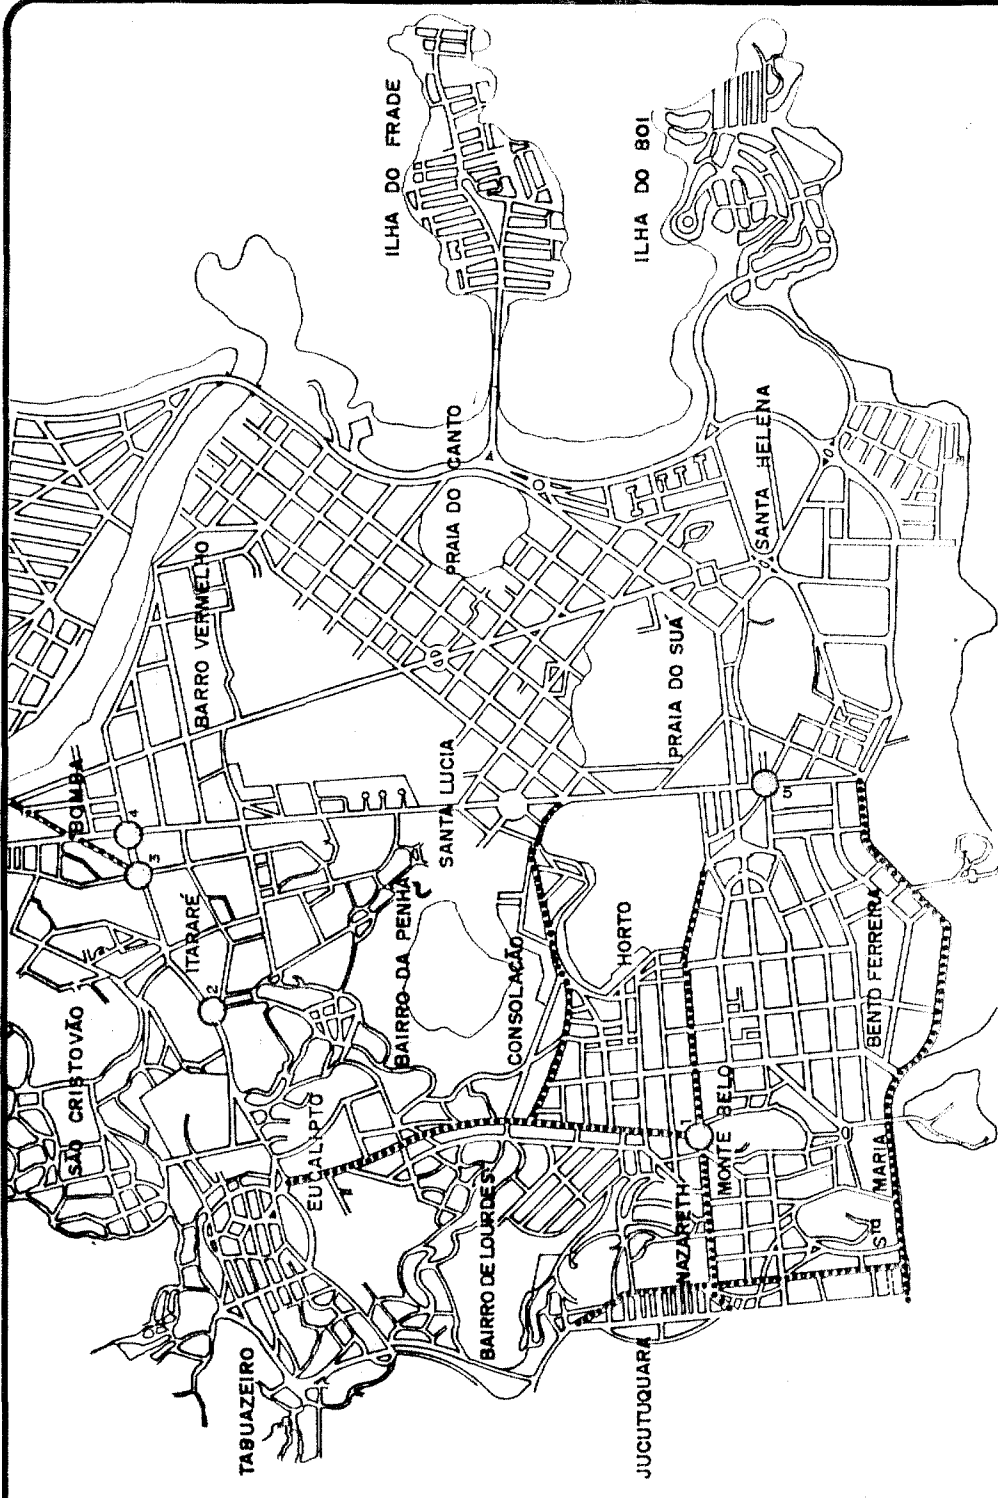 ILHA DO FRADE
ILHA DO BOI
PRAIA DO CANTO
SANTA HELENA
BARRO VERMELHO
PRAIA DO SUÁ
BOMBA
SANTA LUCIA
4
3
5
ITARARÉ
BAIRRO DA PENHA
HORTO
BENTO FERREIRA
CONSOLAÇÃO
2
SÃO CRISTOVÃO
EUCALIPTO
MONTE BELO
1
STA MARIA
NAZARETH
BAIRRO DE LOURDES
TABUAZEIRO
JUCUTUQUARA